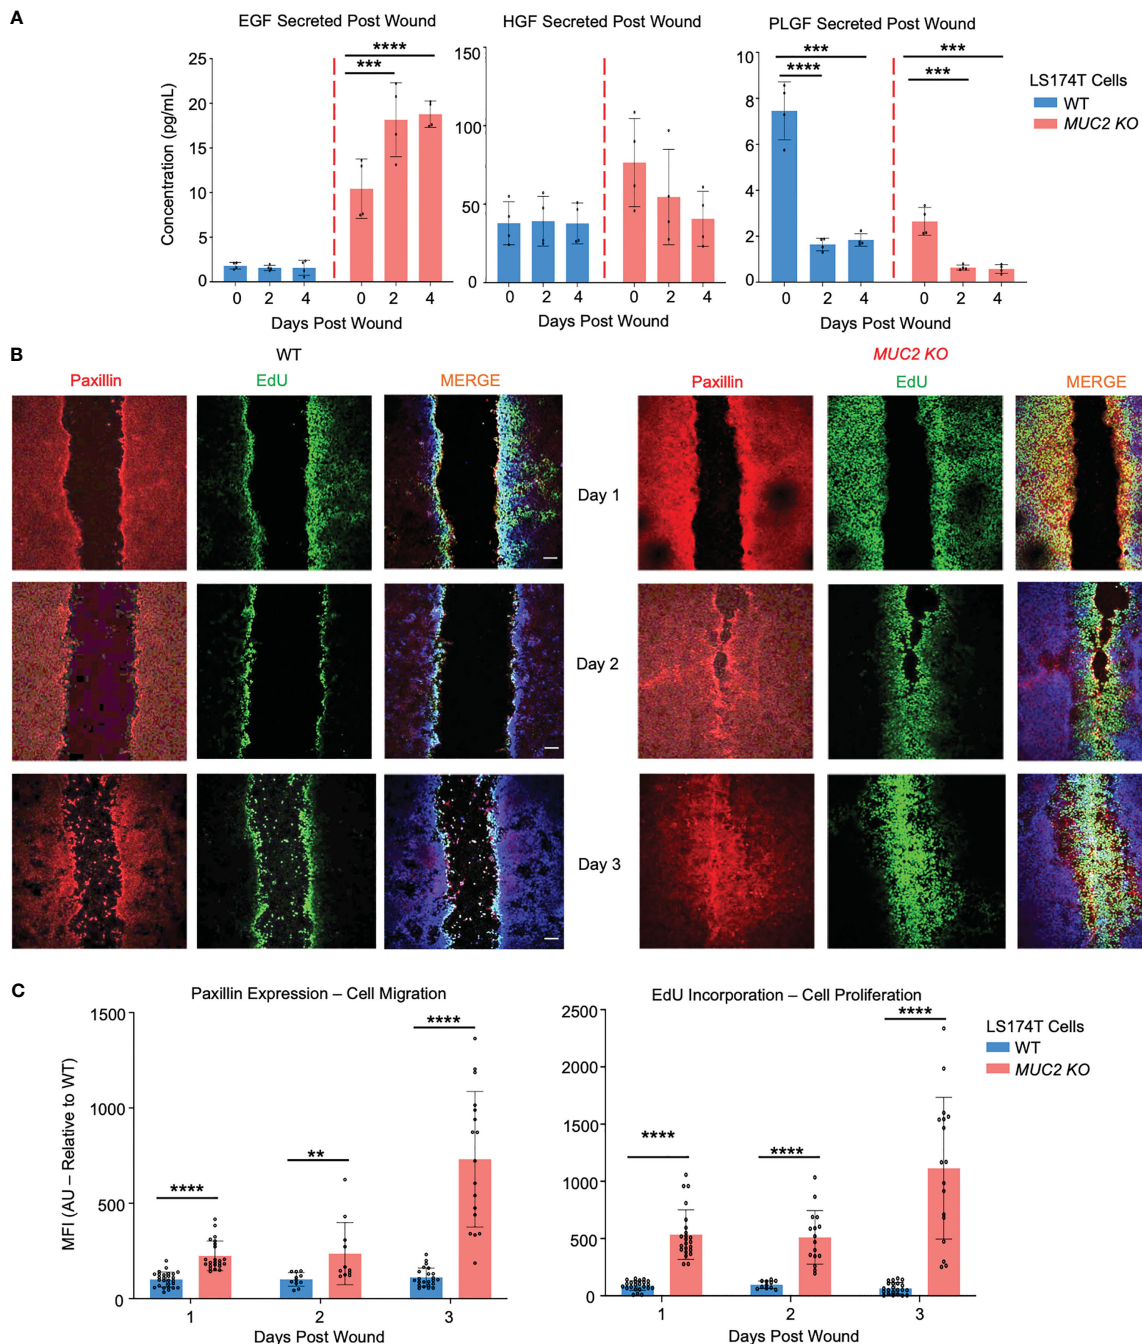 A
EGF Secreted Post Wound
HGF Secreted Post Wound
PLGF Secreted Post Wound
Concentration (pg/mL)
25
20
15
10
5
0
***
****
0 2 4 0 2 4
Days Post Wound
150
100
50
0
0 2 4 0 2 4
Days Post Wound
10
8
6
4
2
0
***
****
***
***
0 2 4 0 2 4
Days Post Wound
LS174T Cells
WT
MUC2 KO
B
WT
MUC2 KO
Paxillin EdU MERGE
Paxillin EdU MERGE
Day 1
Day 2
Day 3
C
Paxillin Expression – Cell Migration
MFI (AU – Relative to WT)
1500
1000
500
0
****
**
****
1 2 3
Days Post Wound
EdU Incorporation – Cell Proliferation
2500
2000
1500
1000
500
0
****
****
****
1 2 3
Days Post Wound
LS174T Cells
WT
MUC2 KO